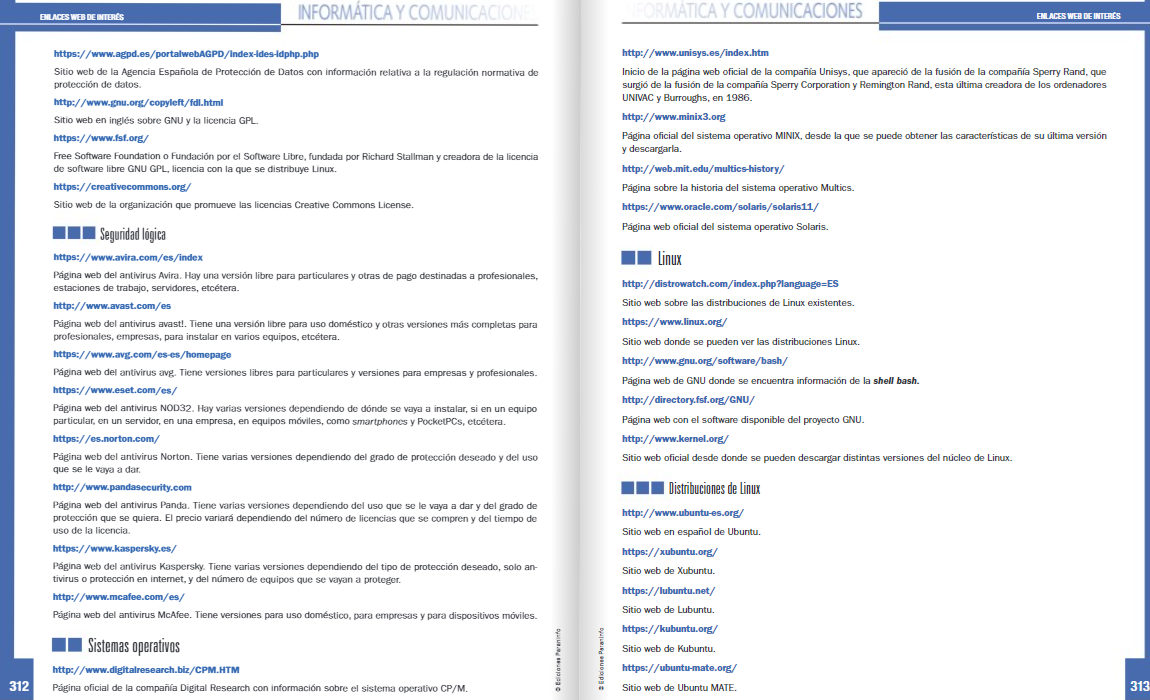 ENLACES WEB DE INTERÉS
INFORMÁTICA Y COMUNICACIONES
https://www.agpd.es/portalwebAGPD/index-ides-idphp.php
Sitio web de la Agencia Española de Protección de Datos con información relativa a la regulación normativa de
protección de datos.
http://www.gnu.org/copyleft/fdl.html
Sitio web en inglés sobre GNU y la licencia GPL.
https://www.fsf.org/
Free Software Foundation o Fundación por el Software Libre, fundada por Richard Stallman y creadora de la licencia
de software libre GNU GPL, licencia con la que se distribuye Linux.
https://creativecommons.org/
Sitio web de la organización que promueve las licencias Creative Commons License.
Seguridad lógica
https://www.avira.com/es/index
Página web del antivirus Avira. Hay una versión libre para particulares y otras de pago destinadas a profesionales,
estaciones de trabajo, servidores, etcétera.
http://www.avast.com/es
Página web del antivirus avast!. Tiene una versión libre para uso doméstico y otras versiones más completas para
profesionales, empresas, para instalar en varios equipos, etcétera.
https://www.avg.com/es-es/homepage
Página web del antivirus avg. Tiene versiones libres para particulares y versiones para empresas y profesionales.
https://www.eset.com/es/
Página web del antivirus NOD32. Hay varias versiones dependiendo de dónde se vaya a instalar, si en un equipo
particular, en un servidor, en una empresa, en equipos móviles, como smartphones y PocketPCs, etcétera.
https://es.norton.com/
Página web del antivirus Norton. Tiene varias versiones dependiendo del grado de protección deseado y del uso
que se le vaya a dar.
http://www.pandasecurity.com
Página web del antivirus Panda. Tiene varias versiones dependiendo del uso que se le vaya a dar y del grado de
protección que se quiera. El precio variará dependiendo del número de licencias que se compren y del tiempo de
uso de la licencia.
https://www.kaspersky.es/
Página web del antivirus Kaspersky. Tiene varias versiones dependiendo del tipo de protección deseado, solo an-
tivirus o protección en internet, y del número de equipos que se vayan a proteger.
http://www.mcafee.com/es/
Página web del antivirus McAfee. Tiene versiones para uso doméstico, para empresas y para dispositivos móviles.
Sistemas operativos
http://www.digitalresearch.biz/CPM.HTM
Página oficial de la compañía Digital Research con información sobre el sistema operativo CP/M.
312
© Ediciones Paraninfo
INFORMÁTICA Y COMUNICACIONES
ENLACES WEB DE INTERÉS
http://www.unisys.es/index.htm
Inicio de la página web oficial de la compañía Unisys, que apareció de la fusión de la compañía Sperry Rand, que
surgió de la fusión de la compañía Sperry Corporation y Remington Rand, esta última creadora de los ordenadores
UNIVAC y Burroughs, en 1986.
http://www.minix3.org
Página oficial del sistema operativo MINIX, desde la que se puede obtener las características de su última versión
y descargarla.
http://web.mit.edu/multics-history/
Página sobre la historia del sistema operativo Multics.
https://www.oracle.com/solaris/solaris11/
Página web oficial del sistema operativo Solaris.
Linux
http://distrowatch.com/index.php?language=ES
Sitio web sobre las distribuciones de Linux existentes.
https://www.linux.org/
Sitio web donde se pueden ver las distribuciones Linux.
http://www.gnu.org/software/bash/
Página web de GNU donde se encuentra información de la shell bash.
http://directory.fsf.org/GNU/
Página web con el software disponible del proyecto GNU.
http://www.kernel.org/
Sitio web oficial desde donde se pueden descargar distintas versiones del núcleo de Linux.
Distribuciones de Linux
http://www.ubuntu-es.org/
Sitio web en español de Ubuntu.
https://xubuntu.org/
Sitio web de Xubuntu.
https://lubuntu.net/
Sitio web de Lubuntu.
https://kubuntu.org/
Sitio web de Kubuntu.
https://ubuntu-mate.org/
Sitio web de Ubuntu MATE.
© Ediciones Paraninfo
313